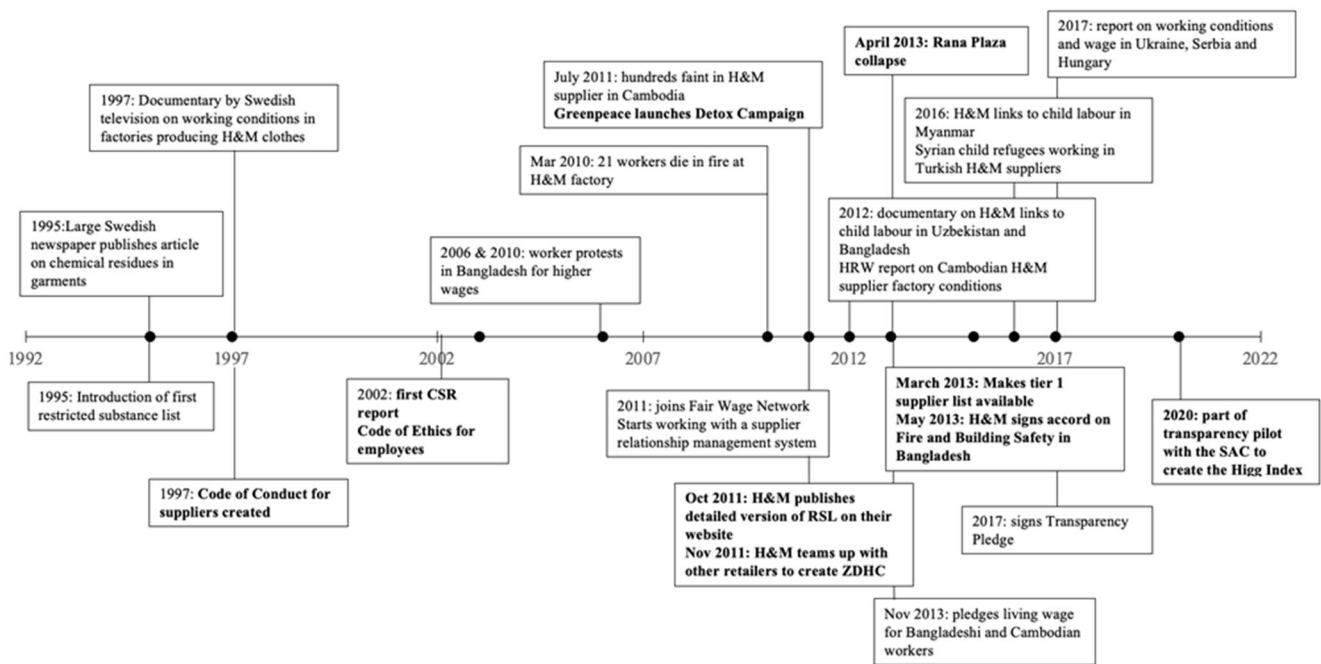 1997: Documentary by Swedish
television on working conditions in
factories producing H&M clothes
1995:Large Swedish
newspaper publishes article
on chemical residues in
garments
2006 & 2010: worker protests
in Bangladesh for higher
wages
Mar 2010: 21 workers die in fire at
H&M factory
July 2011: hundreds faint in H&M
supplier in Cambodia
Greenpeace launches Detox Campaign
April 2013: Rana Plaza
collapse
2017: report on working conditions
and wage in Ukraine, Serbia and
Hungary
2016: H&M links to child labour in
Myanmar
Syrian child refugees working in
Turkish H&M suppliers
2012: documentary on H&M links to
child labour in Uzbekistan and
Bangladesh
HRW report on Cambodian H&M
supplier factory conditions
1992
1997
2002
2007
2012
2017
2022
1995: Introduction of first
restricted substance list
1997: Code of Conduct for
suppliers created
2002: first CSR
report
Code of Ethics for
employees
2011: joins Fair Wage Network
Starts working with a supplier
relationship management system
Oct 2011: H&M publishes
detailed version of RSL on their
website
Nov 2011: H&M teams up with
other retailers to create ZDHC
March 2013: Makes tier 1
supplier list available
May 2013: H&M signs accord on
Fire and Building Safety in
Bangladesh
Nov 2013: pledges living wage
for Bangladeshi and Cambodian
workers
2017: signs Transparency
Pledge
2020: part of
transparency pilot
with the SAC to
create the Higg Index